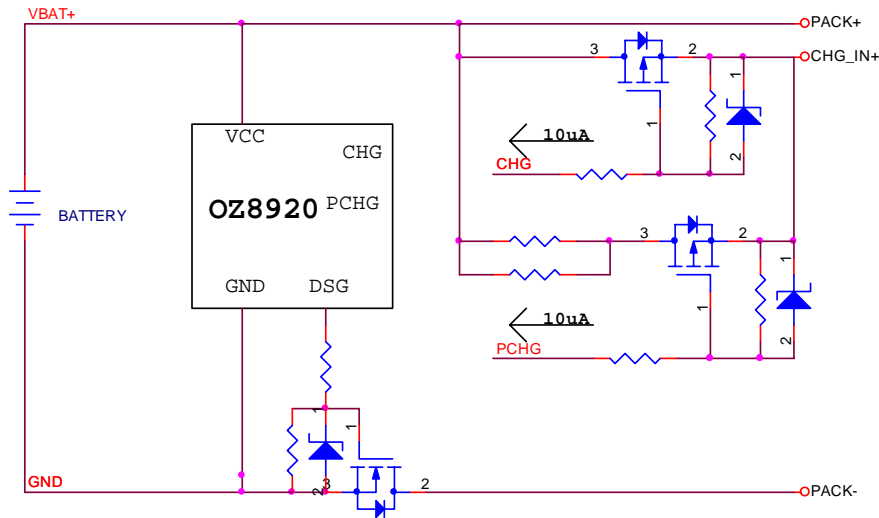 VBAT+
PACK+
3
2
CHG_IN+
1
1
10uA
2
CHG
VCC
CHG
OZ8920
PCHG
BATTERY
3
2
1
1
GND
DSG
10uA
PCHG
2
1
1
GND
2
3
2
PACK-